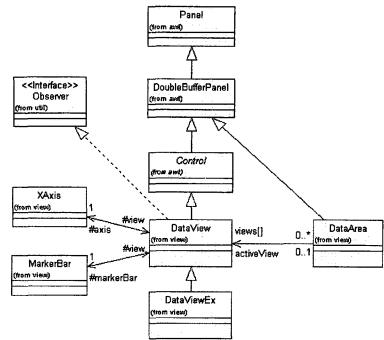 Panel
(from awt)
DoubleBufferPanel
(from awt)
<<Interface>>
Observer
(from util)
Control
(from awt)
XAxis
(from view)
1
#axis
#view
DataView
(from view)
views[]
activeView
0..*
0..1
DataArea
(from view)
MarkerBar
(from view)
1
#markerBar
#view
DataViewEx
(from view)